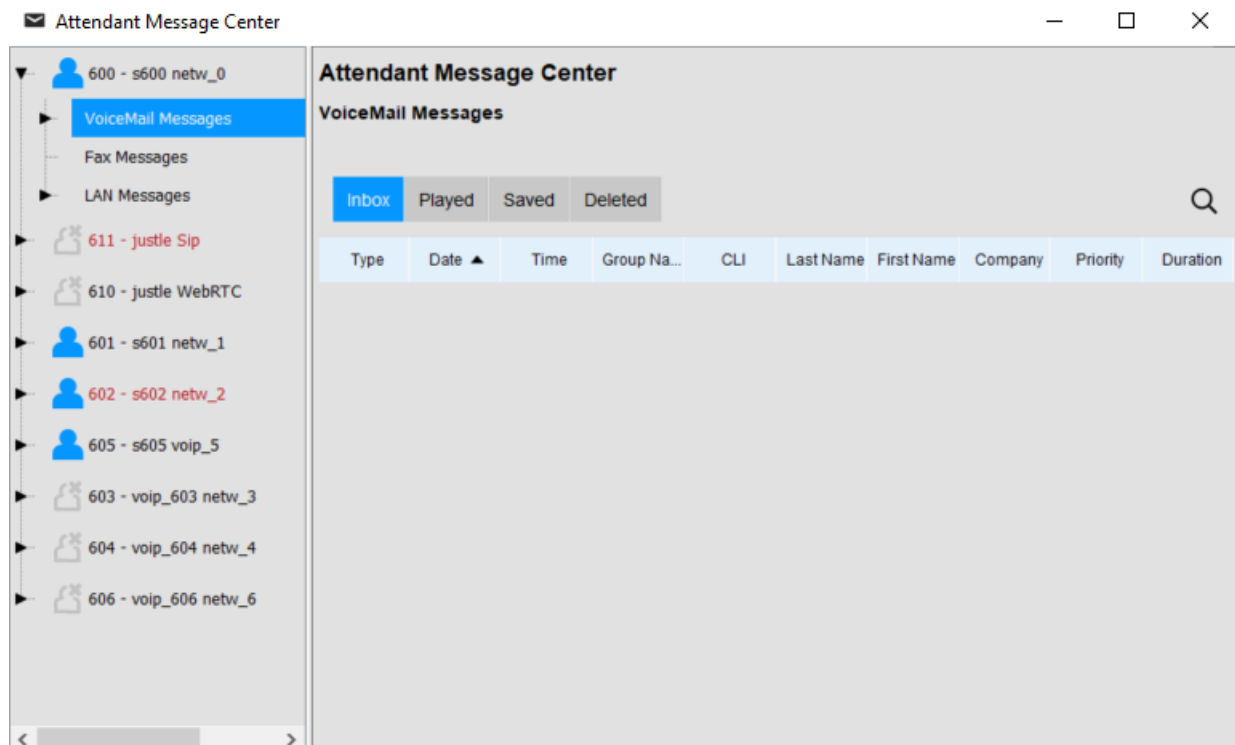 Attendant Message Center
600 - s600 netw_0
VoiceMail Messages
Fax Messages
LAN Messages
611 - justle Sip
610 - justle WebRTC
601 - s601 netw_1
602 - s602 netw_2
605 - s605 voip_5
603 - voip_603 netw_3
604 - voip_604 netw_4
606 - voip_606 netw_6
Attendant Message Center
VoiceMail Messages
Inbox Played Saved Deleted
Type Date Time Group Na... CLI Last Name First Name Company Priority Duration